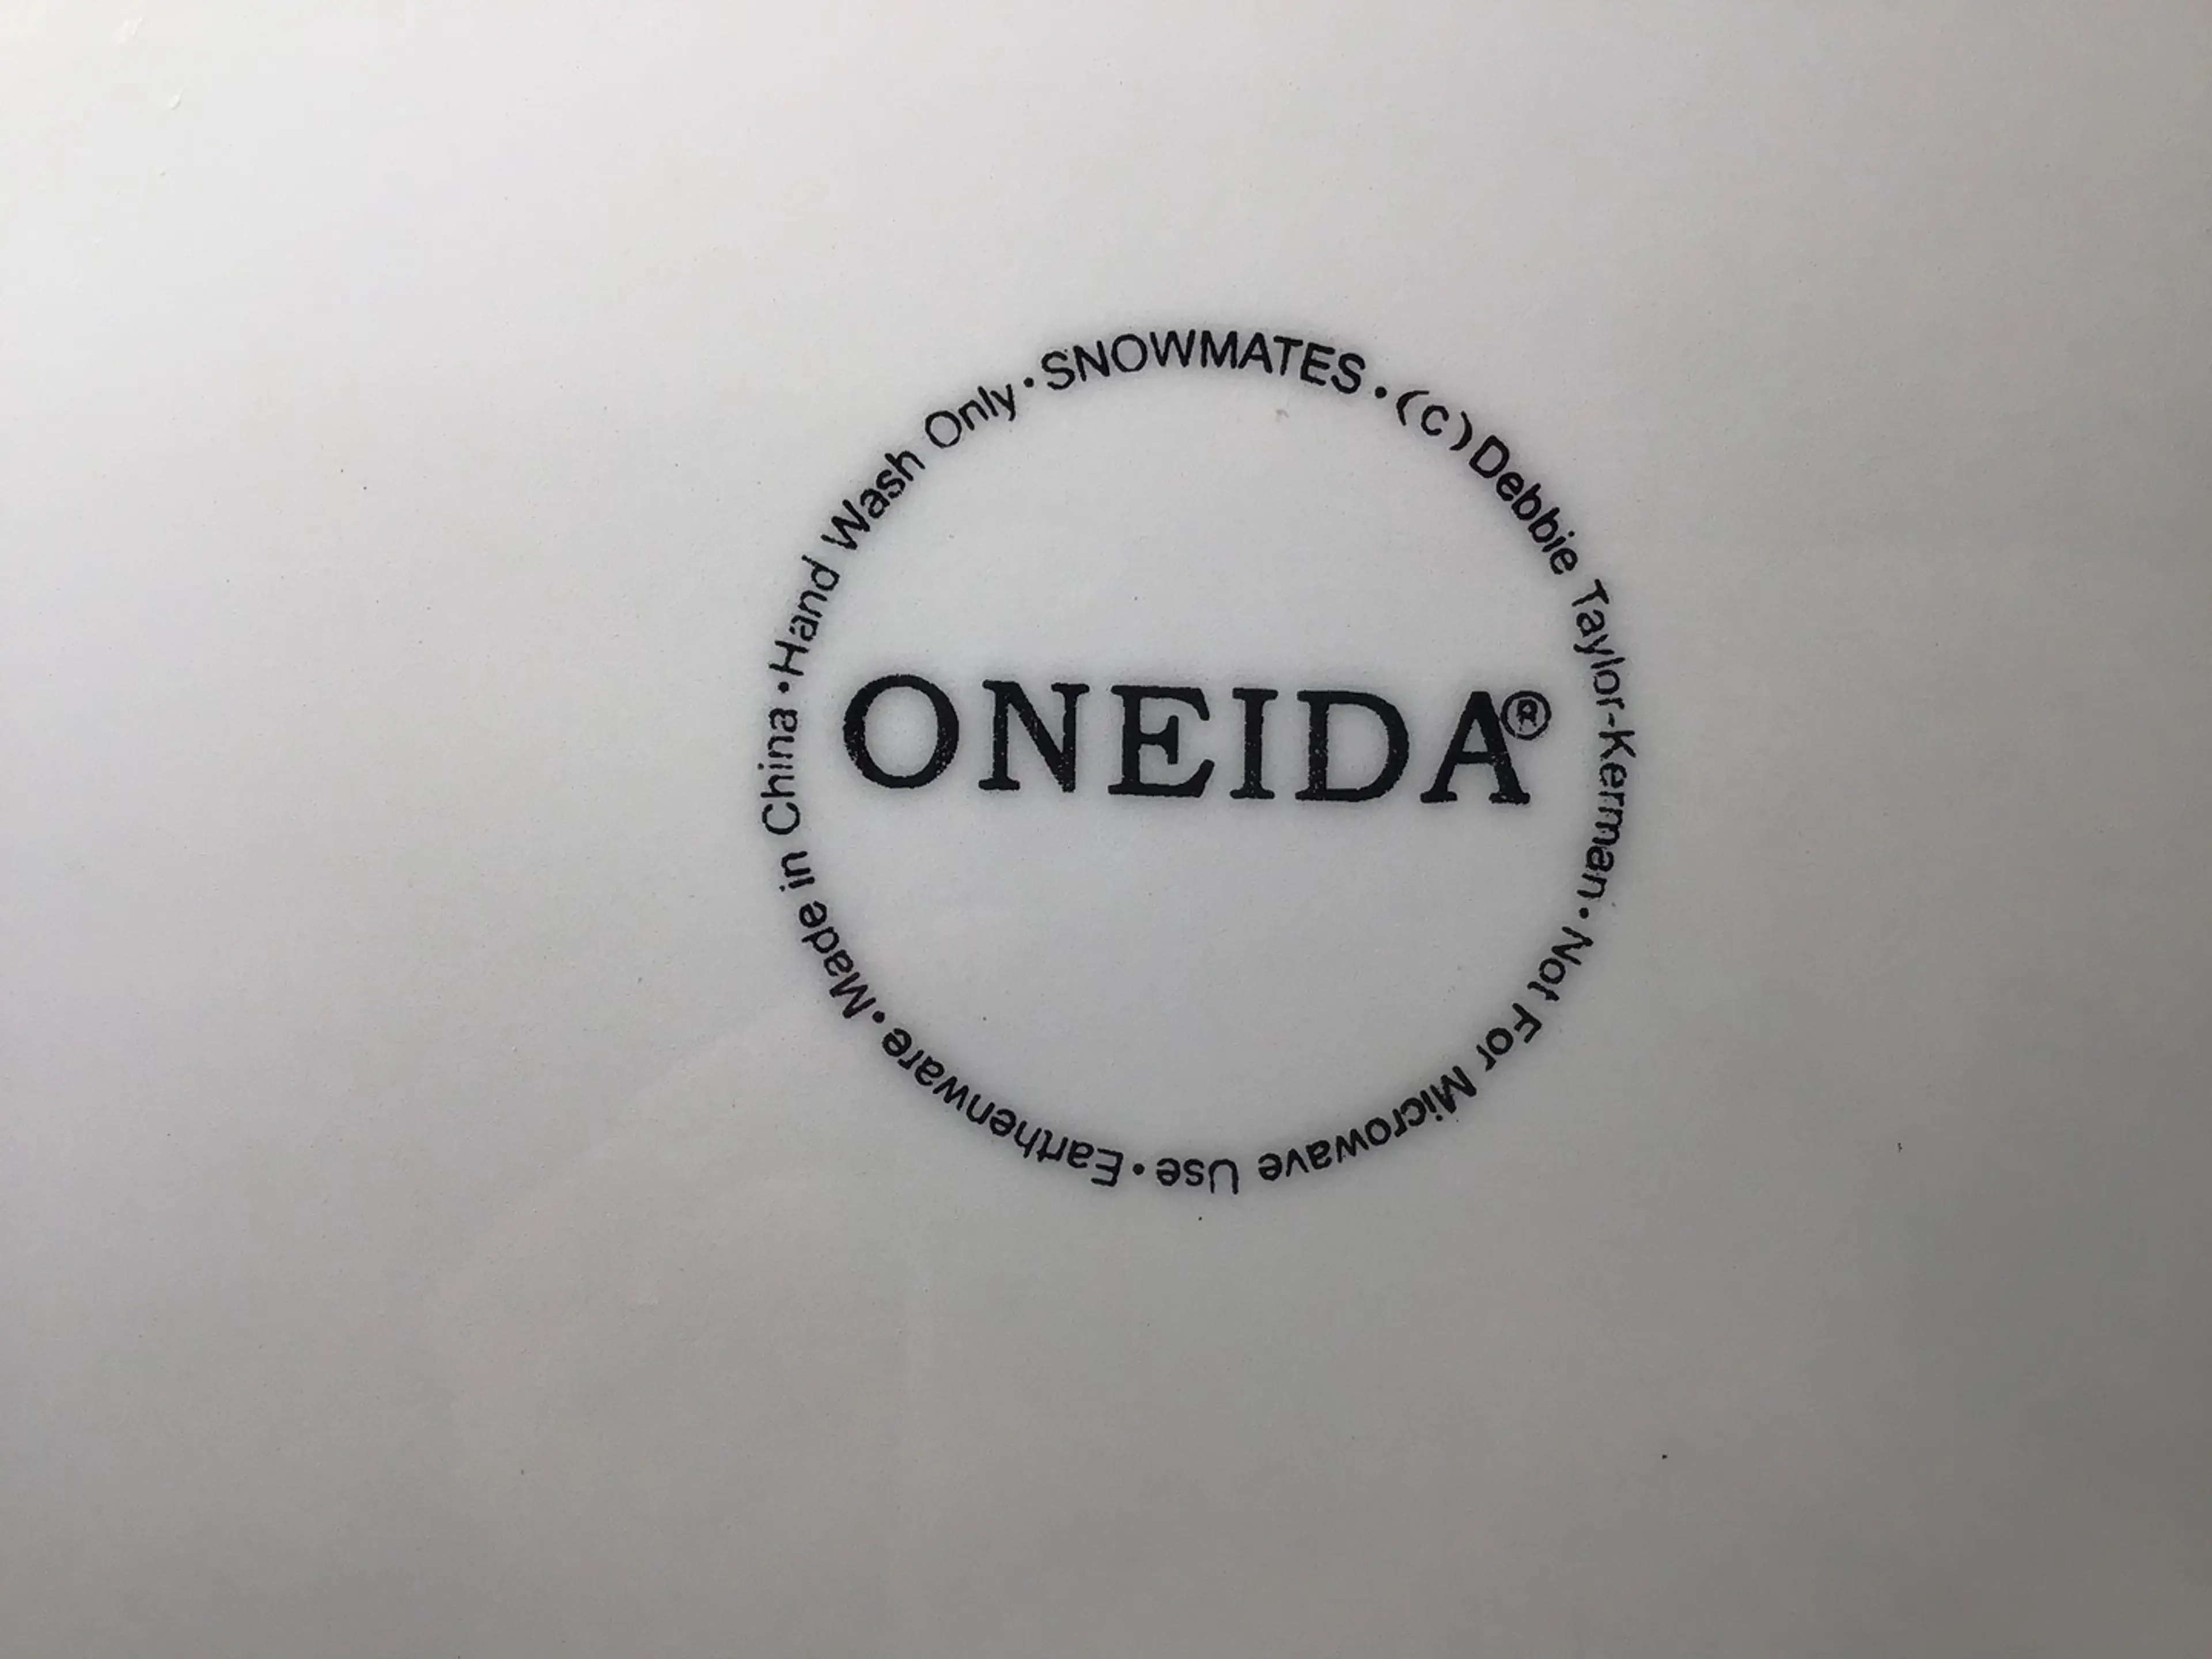 SNOWMATES • (C) Debbie Taylor-Kerman • Not For Microwave Use • Earthenware • Made in China • Hand Wash Only •
ONEIDA®